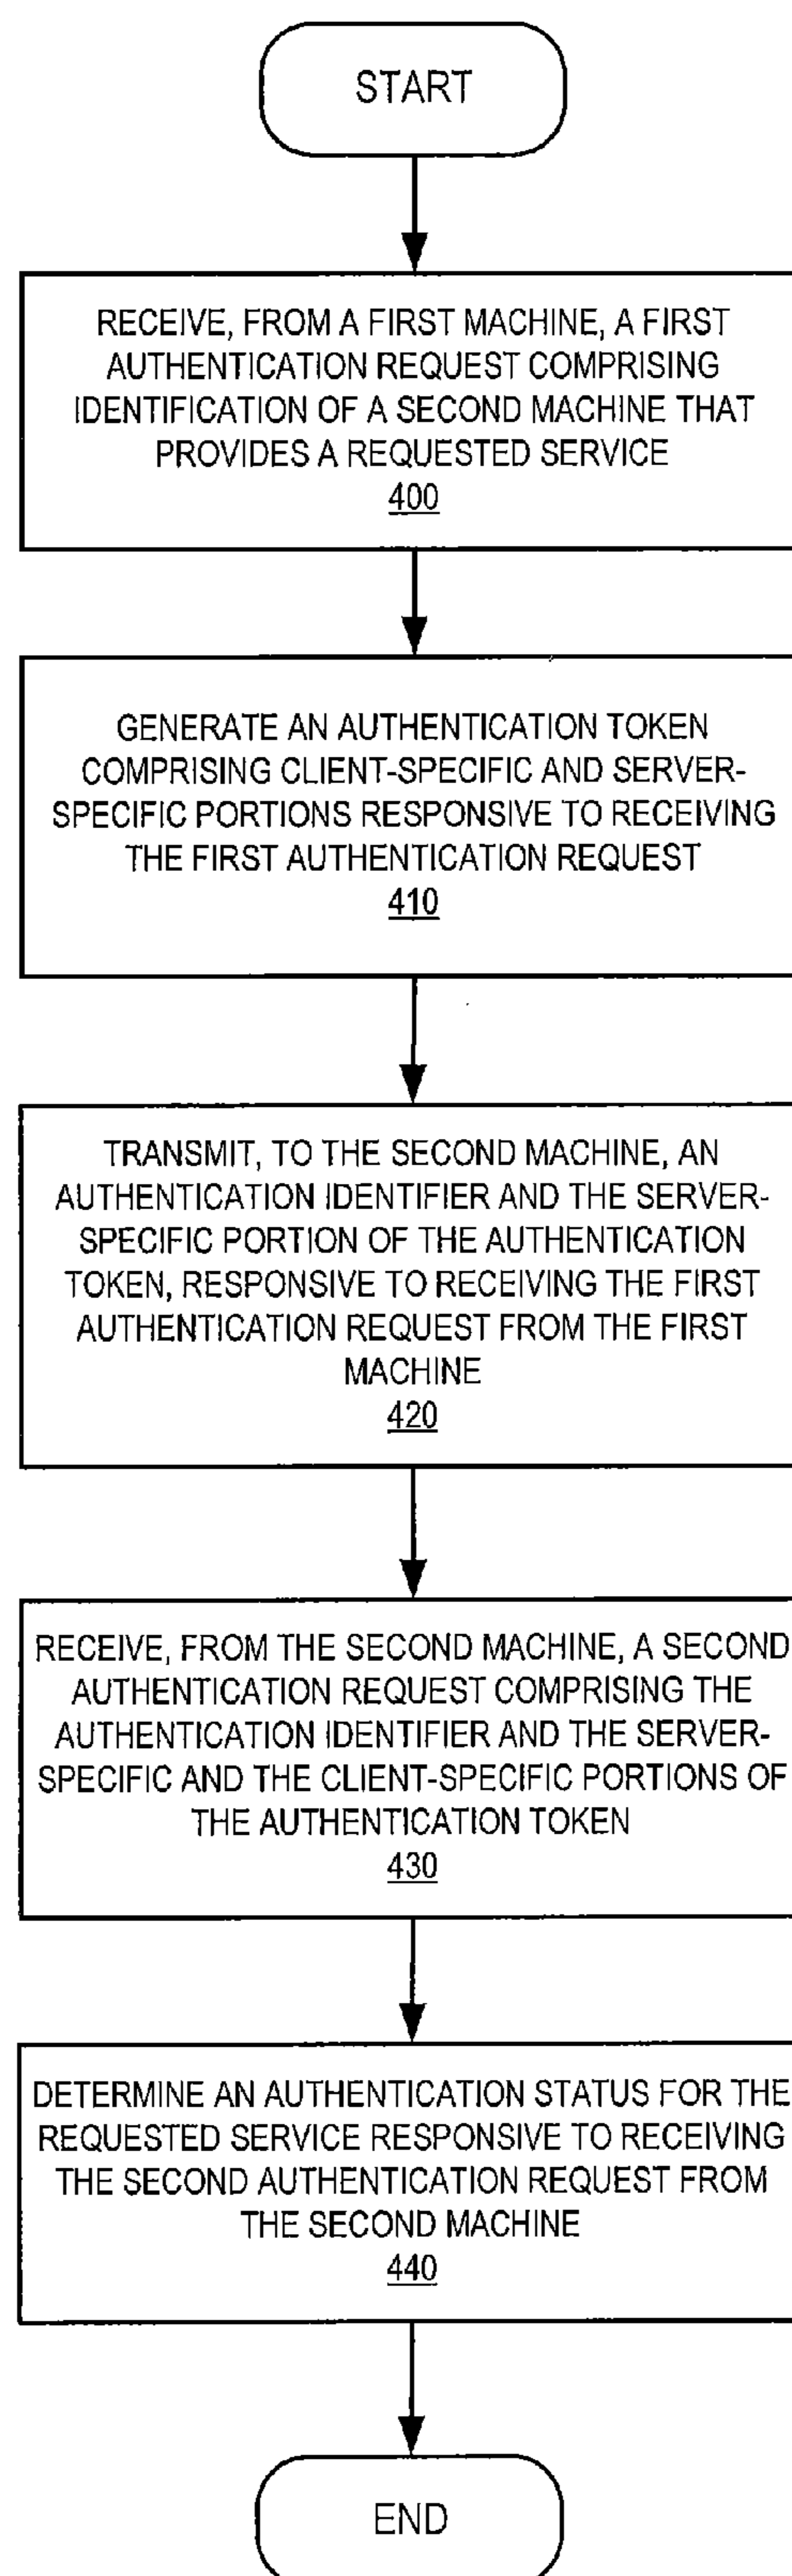 START
RECEIVE, FROM A FIRST MACHINE, A FIRST
AUTHENTICATION REQUEST COMPRISING
IDENTIFICATION OF A SECOND MACHINE THAT
PROVIDES A REQUESTED SERVICE
400
GENERATE AN AUTHENTICATION TOKEN
COMPRISING CLIENT-SPECIFIC AND SERVER-
SPECIFIC PORTIONS RESPONSIVE TO RECEIVING
THE FIRST AUTHENTICATION REQUEST
410
TRANSMIT, TO THE SECOND MACHINE, AN
AUTHENTICATION IDENTIFIER AND THE SERVER-
SPECIFIC PORTION OF THE AUTHENTICATION
TOKEN, RESPONSIVE TO RECEIVING THE FIRST
AUTHENTICATION REQUEST FROM THE FIRST
MACHINE
420
RECEIVE, FROM THE SECOND MACHINE, A SECOND
AUTHENTICATION REQUEST COMPRISING THE
AUTHENTICATION IDENTIFIER AND THE SERVER-
SPECIFIC AND THE CLIENT-SPECIFIC PORTIONS OF
THE AUTHENTICATION TOKEN
430
DETERMINE AN AUTHENTICATION STATUS FOR THE
REQUESTED SERVICE RESPONSIVE TO RECEIVING
THE SECOND AUTHENTICATION REQUEST FROM
THE SECOND MACHINE
440
END